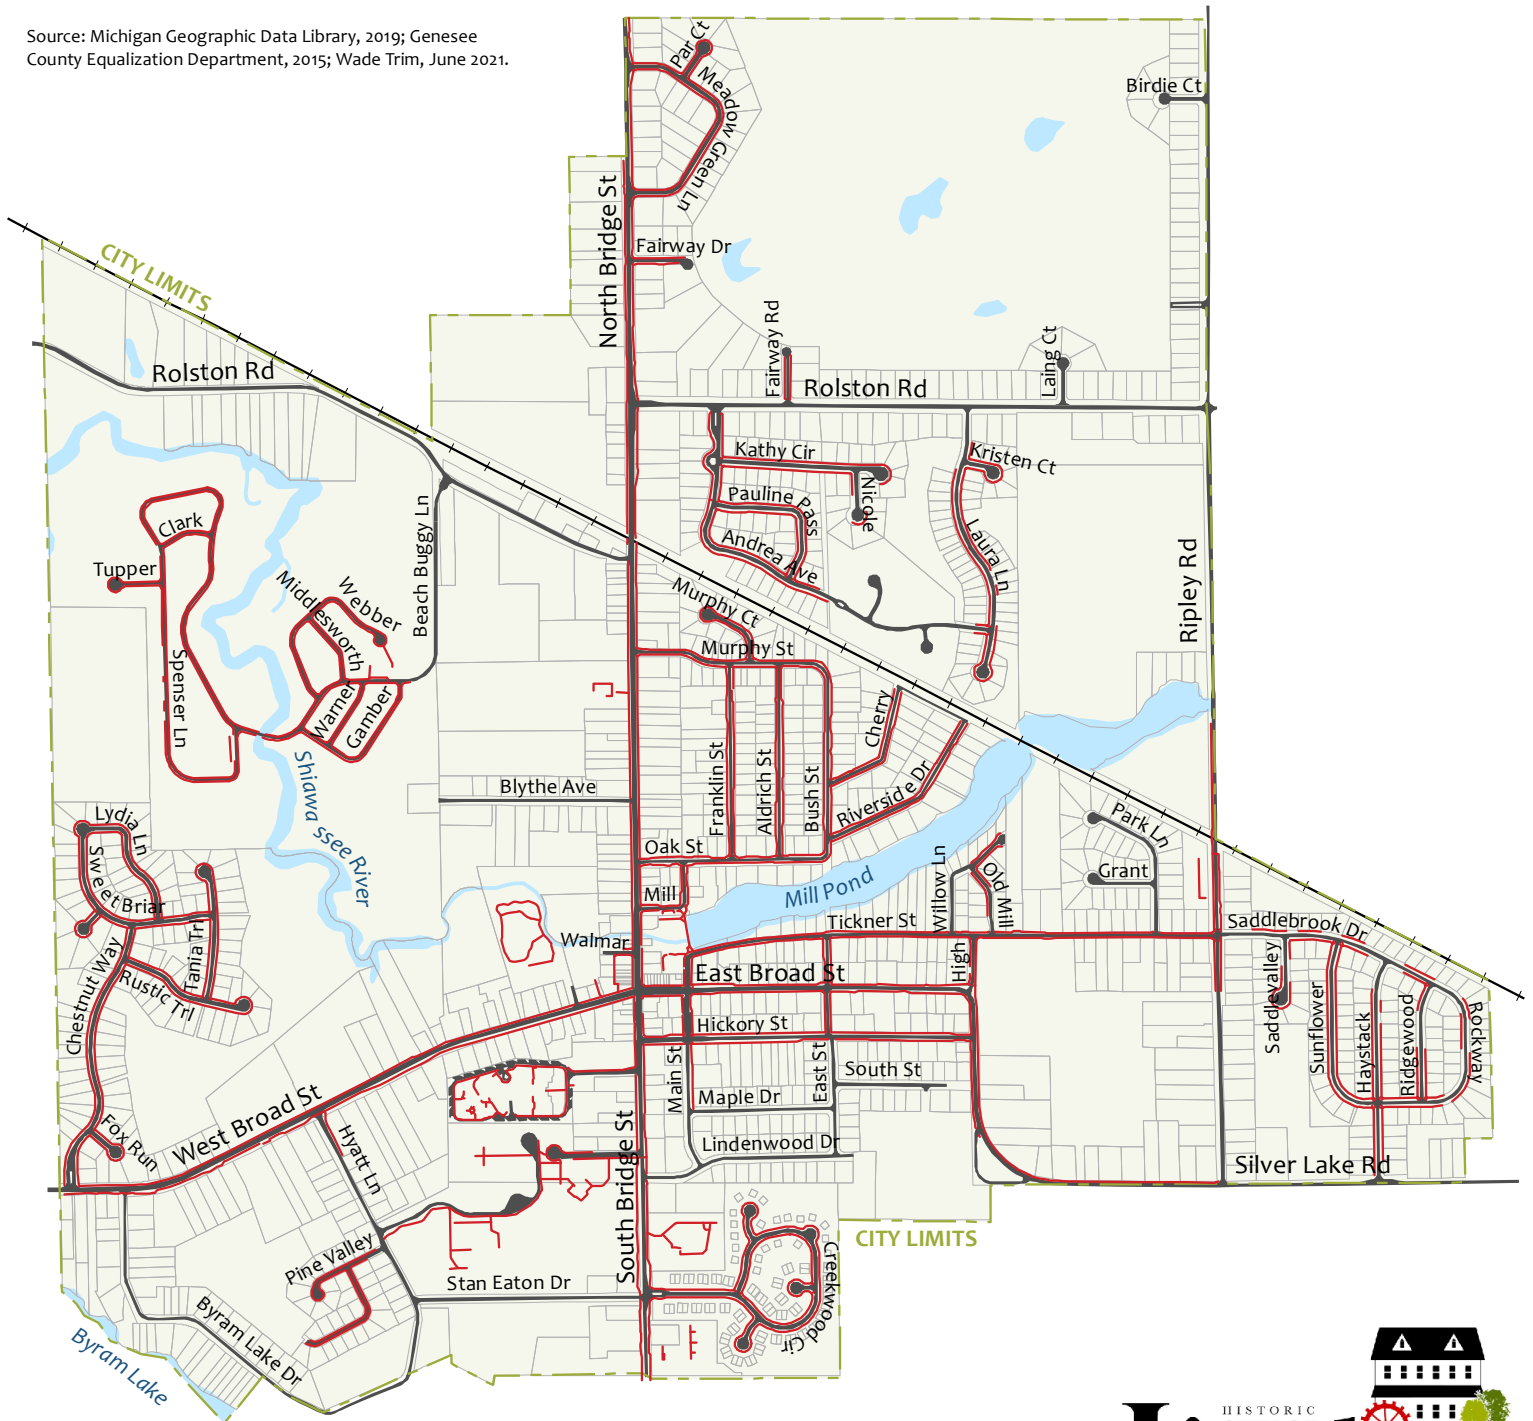 Source: Michigan Geographic Data Library, 2019; Genesee
County Equalization Department, 2015; Wade Trim, June 2021.
Par Ct
Meadow Green Ln
Birdie Ct
North Bridge St
Fairway Dr
CITY LIMITS
Fairway Rd
Laing Ct
Rolston Rd
Rolston Rd
Kathy Cir
Kristen Ct
Nicole
Pauline Pass
Andrea Ave
Laura Ln
Clark
Tupper
Webber
Middlesworth
Beach Buggy Ln
Murphy Ct
Murphy St
Ripley Rd
Spenser Ln
Warner
Gamber
Cherry
Shiawassee River
Blythe Ave
Franklin St
Aldrich St
Bush St
Riverside Dr
Lydia Ln
Park Ln
Oak St
Sweet Briar
Mill
Mill Pond
Willow Ln
Old Mill
Grant
Tickner St
Saddlebrook Dr
Walmar
Chestnut Way
Tania Trl
Rustic Trl
East Broad St
High
Saddlevalley
Sunflower
Haystack
Ridgewood
Rockway
Hickory St
Main St
East St
South St
Maple Dr
West Broad St
Fox Run
Hyatt Ln
Lindenwood Dr
Silver Lake Rd
South Bridge St
CITY LIMITS
Pine Valley
Stan Eaton Dr
Creekwood Cir
Byram Lake Dr
Byram Lake
HISTORIC